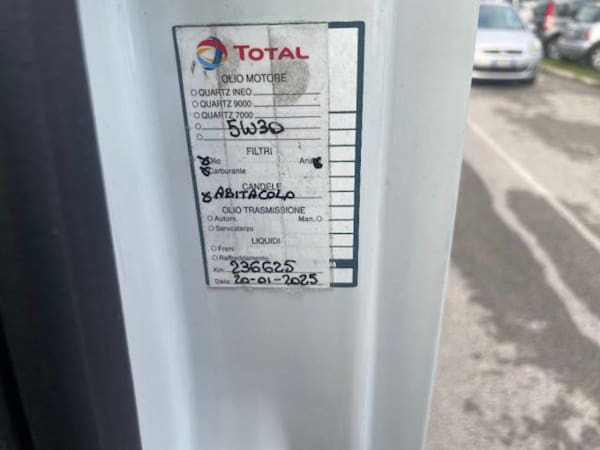 TOTAL
OLIO MOTORE
QUARTZ INEO
QUARTZ 9000
QUARTZ 7000
5W30
FILTRI
Olio Aria
Carburante
CANDELE
ABITACOLO
OLIO TRASMISSIONE
Autom. Man.
Servosterzo
LIQUIDI
Freni
Raffreddamento
Km: 236625
Data: 20-01-2025